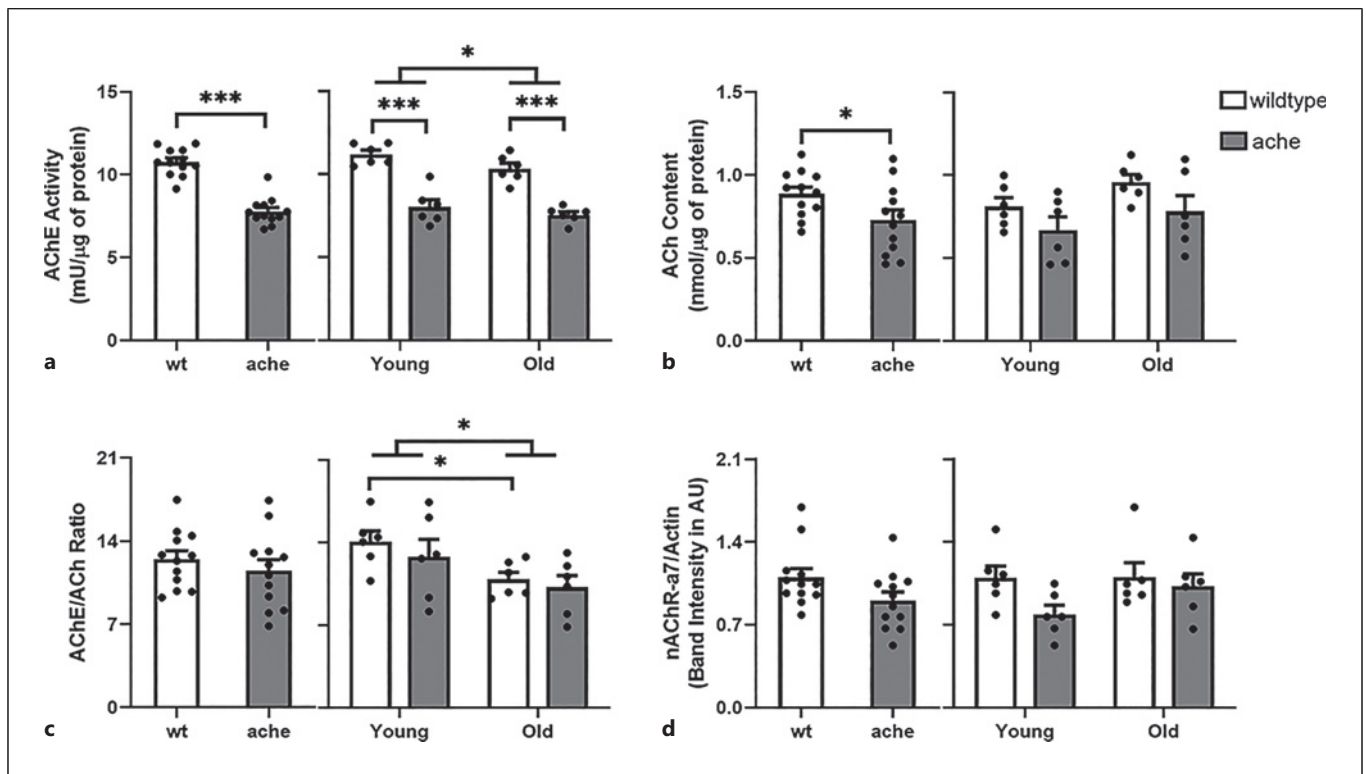 *
***
***
***
15
10
5
0
AChE Activity
(mU/μg of protein)
wt
ache
Young
Old
a
*
1.5
1.0
0.5
0.0
ACh Content
(nmol/μg of protein)
wt
ache
Young
Old
b
wildtype
ache
*
*
21
14
7
0
AChE/ACh Ratio
wt
ache
Young
Old
c
2.1
1.4
0.7
0.0
nAChR-a7/Actin
(Band Intensity in AU)
wt
ache
Young
Old
d